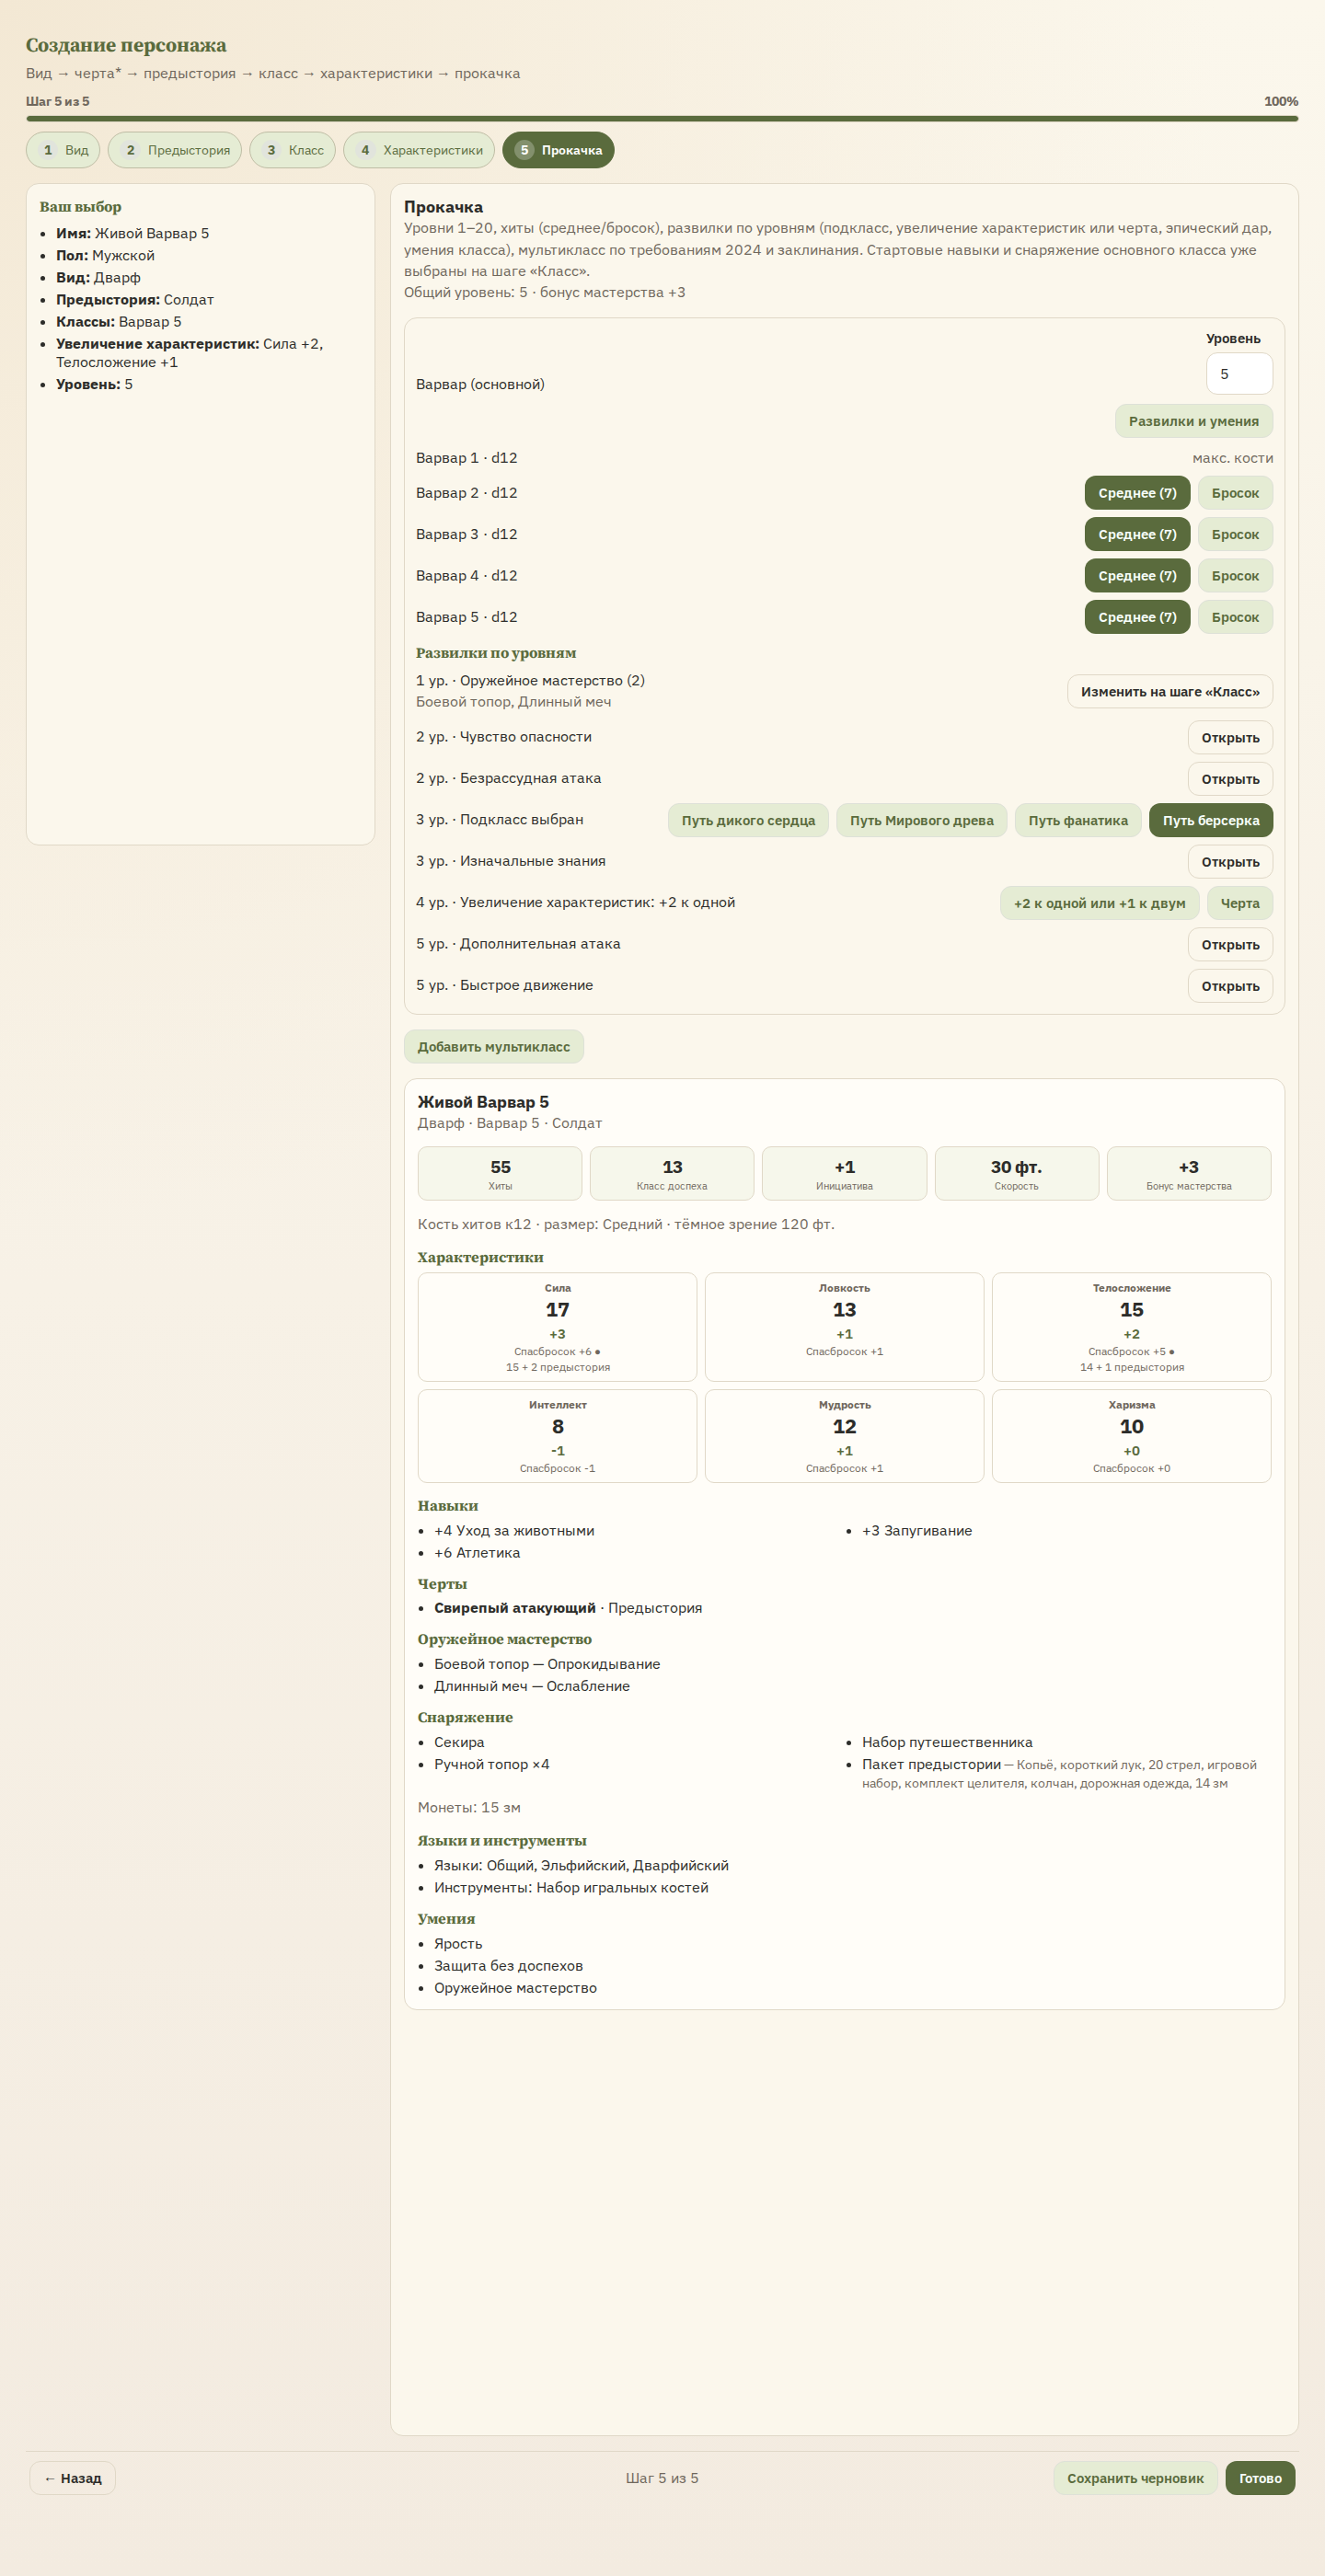 Создание персонажа
Вид → черта* → предыстория → класс → характеристики → прокачка
Шаг 5 из 5
100%
1 Вид
2 Предыстория
3 Класс
4 Характеристики
5 Прокачка
Ваш выбор
• Имя: Живой Варвар 5
• Пол: Мужской
• Вид: Дварф
• Предыстория: Солдат
• Классы: Варвар 5
• Увеличение характеристик: Сила +2,
Телосложение +1
• Уровень: 5
Прокачка
Уровни 1–20, хиты (среднее/бросок), развилки по уровням (подкласс, увеличение характеристик или черта, эпический дар,
умения класса), мультикласс по требованиям 2024 и заклинания. Стартовые навыки и снаряжение основного класса уже
выбраны на шаге «Класс».
Общий уровень: 5 · бонус мастерства +3
Уровень
Варвар (основной)
5
Развилки и умения
Варвар 1 · d12
макс. кости
Варвар 2 · d12
Среднее (7)
Бросок
Варвар 3 · d12
Среднее (7)
Бросок
Варвар 4 · d12
Среднее (7)
Бросок
Варвар 5 · d12
Среднее (7)
Бросок
Развилки по уровням
1 ур. · Оружейное мастерство (2)
Боевой топор, Длинный меч
Изменить на шаге «Класс»
2 ур. · Чувство опасности
Открыть
2 ур. · Безрассудная атака
Открыть
3 ур. · Подкласс выбран
Путь дикого сердца
Путь Мирового древа
Путь фанатика
Путь берсерка
3 ур. · Изначальные знания
Открыть
4 ур. · Увеличение характеристик: +2 к одной
+2 к одной или +1 к двум
Черта
5 ур. · Дополнительная атака
Открыть
5 ур. · Быстрое движение
Открыть
Добавить мультикласс
Живой Варвар 5
Дварф · Варвар 5 · Солдат
55
Хиты
13
Класс доспеха
+1
Инициатива
30 фт.
Скорость
+3
Бонус мастерства
Кость хитов к12 · размер: Средний · тёмное зрение 120 фт.
Характеристики
Сила
17
+3
Спасбросок +6 ●
15 + 2 предыстория
Ловкость
13
+1
Спасбросок +1
Телосложение
15
+2
Спасбросок +5 ●
14 + 1 предыстория
Интеллект
8
-1
Спасбросок -1
Мудрость
12
+1
Спасбросок +1
Харизма
10
+0
Спасбросок +0
Навыки
• +4 Уход за животными
• +6 Атлетика
• +3 Запугивание
Черты
• Свирепый атакующий · Предыстория
Оружейное мастерство
• Боевой топор — Опрокидывание
• Длинный меч — Ослабление
Снаряжение
• Секира
• Ручной топор ×4
• Набор путешественника
• Пакет предыстории — Копьё, короткий лук, 20 стрел, игровой
набор, комплект целителя, колчан, дорожная одежда, 14 зм
Монеты: 15 зм
Языки и инструменты
• Языки: Общий, Эльфийский, Дварфийский
• Инструменты: Набор игральных костей
Умения
• Ярость
• Защита без доспехов
• Оружейное мастерство
← Назад
Шаг 5 из 5
Сохранить черновик
Готово